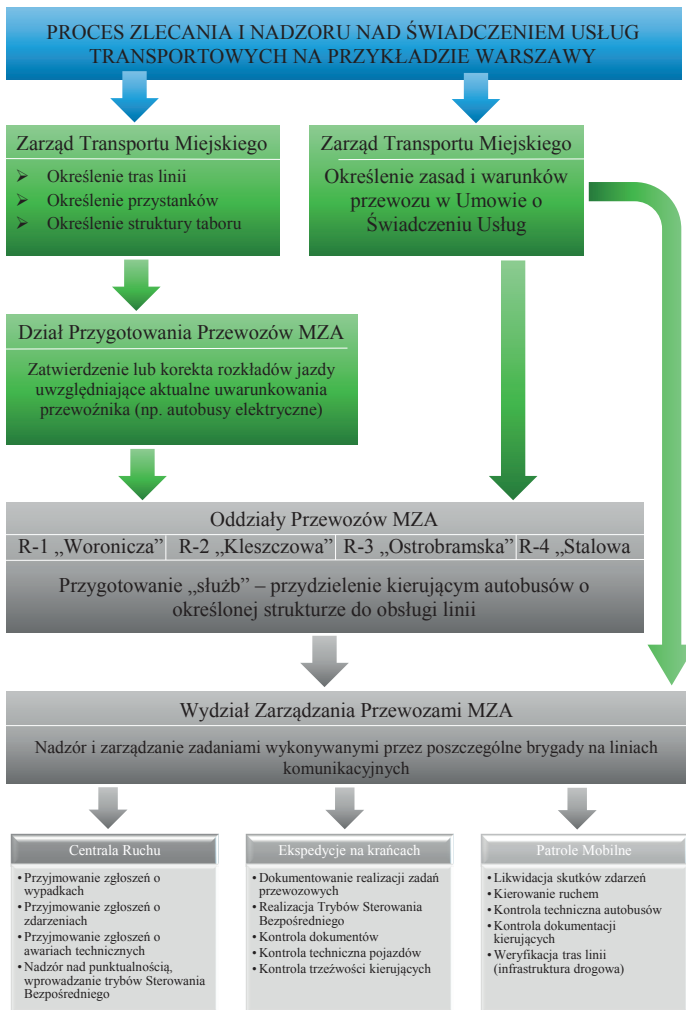 PROCES ZLECANIA I NADZORU NAD ŚWIADCZENIEM USŁUG
TRANSPORTOWYCH NA PRZYKŁADZIE WARSZAWY
Zarząd Transportu Miejskiego
➢ Określenie tras linii
➢ Określenie przystanków
➢ Określenie struktury taboru
Zarząd Transportu Miejskiego
Określenie zasad i warunków
przewozu w Umowie o
Świadczeniu Usług
Dział Przygotowania Przewozów MZA
Zatwierdzenie lub korekta rozkładów jazdy
uwzględniające aktualne uwarunkowania
przewoźnika (np. autobusy elektryczne)
Oddziały Przewozów MZA
R-1 „Woronicza” R-2 „Kleszczowa” R-3 „Ostrobramska” R-4 „Stalowa
Przygotowanie „służb” – przydzielenie kierującym autobusów o
określonej strukturze do obsługi linii
Wydział Zarządzania Przewozami MZA
Nadzór i zarządzanie zadaniami wykonywanymi przez poszczególne brygady na liniach
komunikacyjnych
Centrala Ruchu
• Przyjmowanie zgłoszeń o
wypadkach
• Przyjmowanie zgłoszeń o
zdarzeniach
• Przyjmowanie zgłoszeń o
awariach technicznych
• Nadzór nad punktualnością,
wprowadzanie trybów Sterowania
Bezpośredniego
Ekspedycje na krańcach
• Dokumentowanie realizacji zadań
przewozowych
• Realizacja Trybów Sterowania
Bezpośredniego
• Kontrola dokumentów
• Kontrola techniczna pojazdów
• Kontrola trzeźwości kierujących
Patrole Mobilne
• Likwidacja skutków zdarzeń
• Kierowanie ruchem
• Kontrola techniczna autobusów
• Kontrola dokumentacji
kierujących
• Weryfikacja tras linii
(infrastruktura drogowa)